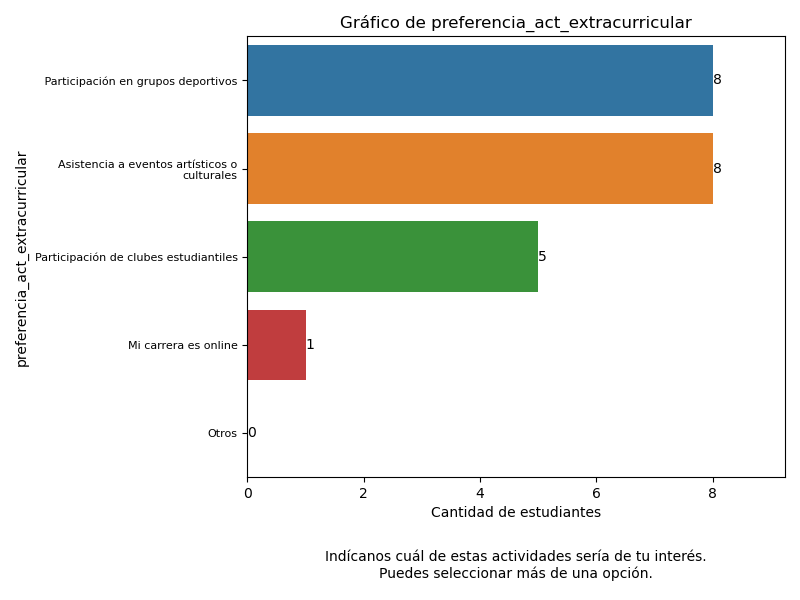 Gráfico de preferencia_act_extracurricular
preferencia_act_extracurricular
Participación en grupos deportivos
8
Asistencia a eventos artísticos o
culturales
8
Participación de clubes estudiantiles
5
Mi carrera es online
1
Otros
0
0 2 4 6 8
Cantidad de estudiantes
Indícanos cuál de estas actividades sería de tu interés.
Puedes seleccionar más de una opción.